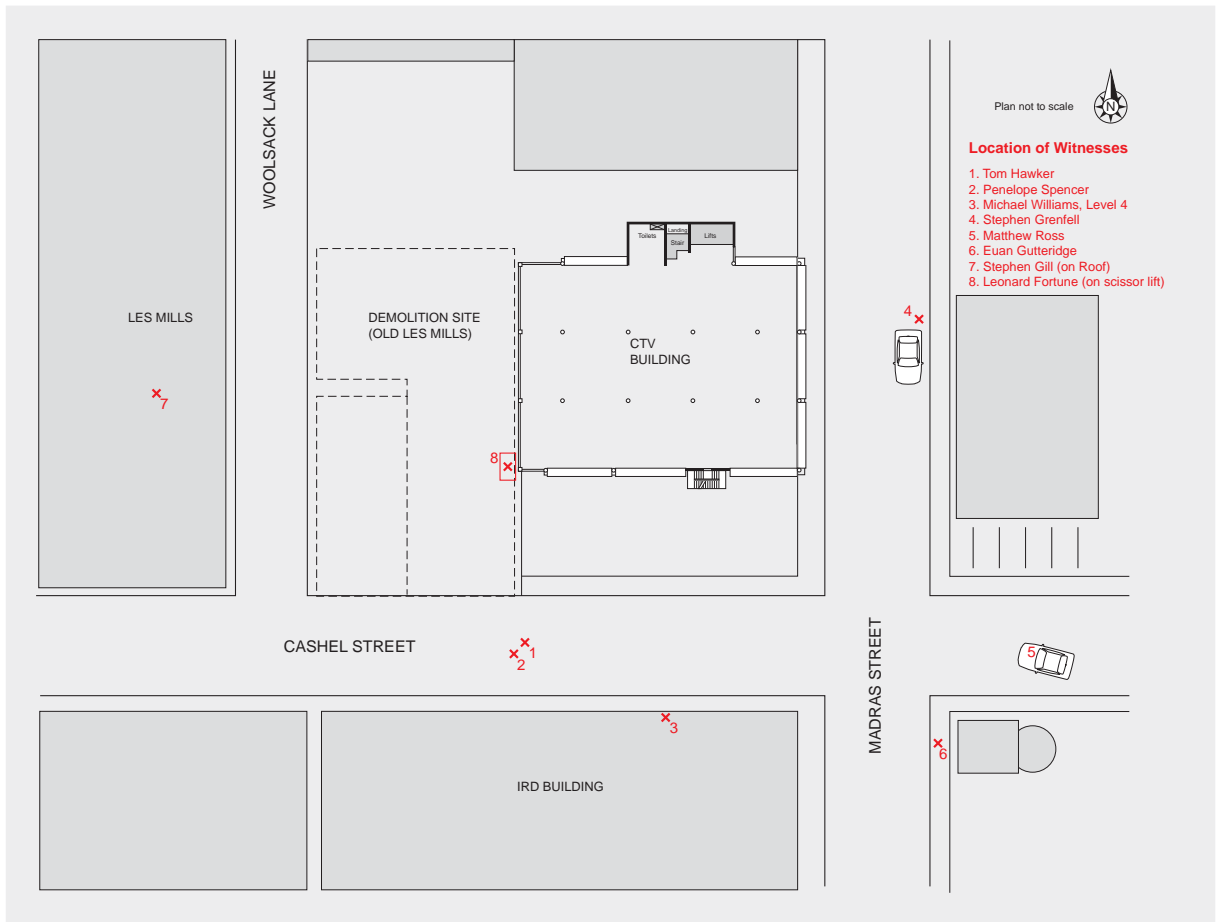 WOOLSACK LANE
Plan not to scale
N
Location of Witnesses
1. Tom Hawker
2. Penelope Spencer
3. Michael Williams, Level 4
4. Stephen Grenfell
5. Matthew Ross
6. Euan Gutteridge
7. Stephen Gill (on Roof)
8. Leonard Fortune (on scissor lift)
Toilets
Landing
Stair
Lifts
LES MILLS
DEMOLITION SITE
(OLD LES MILLS)
CTV
BUILDING
4
7
8
CASHEL STREET
1
2
MADRAS STREET
5
3
6
IRD BUILDING